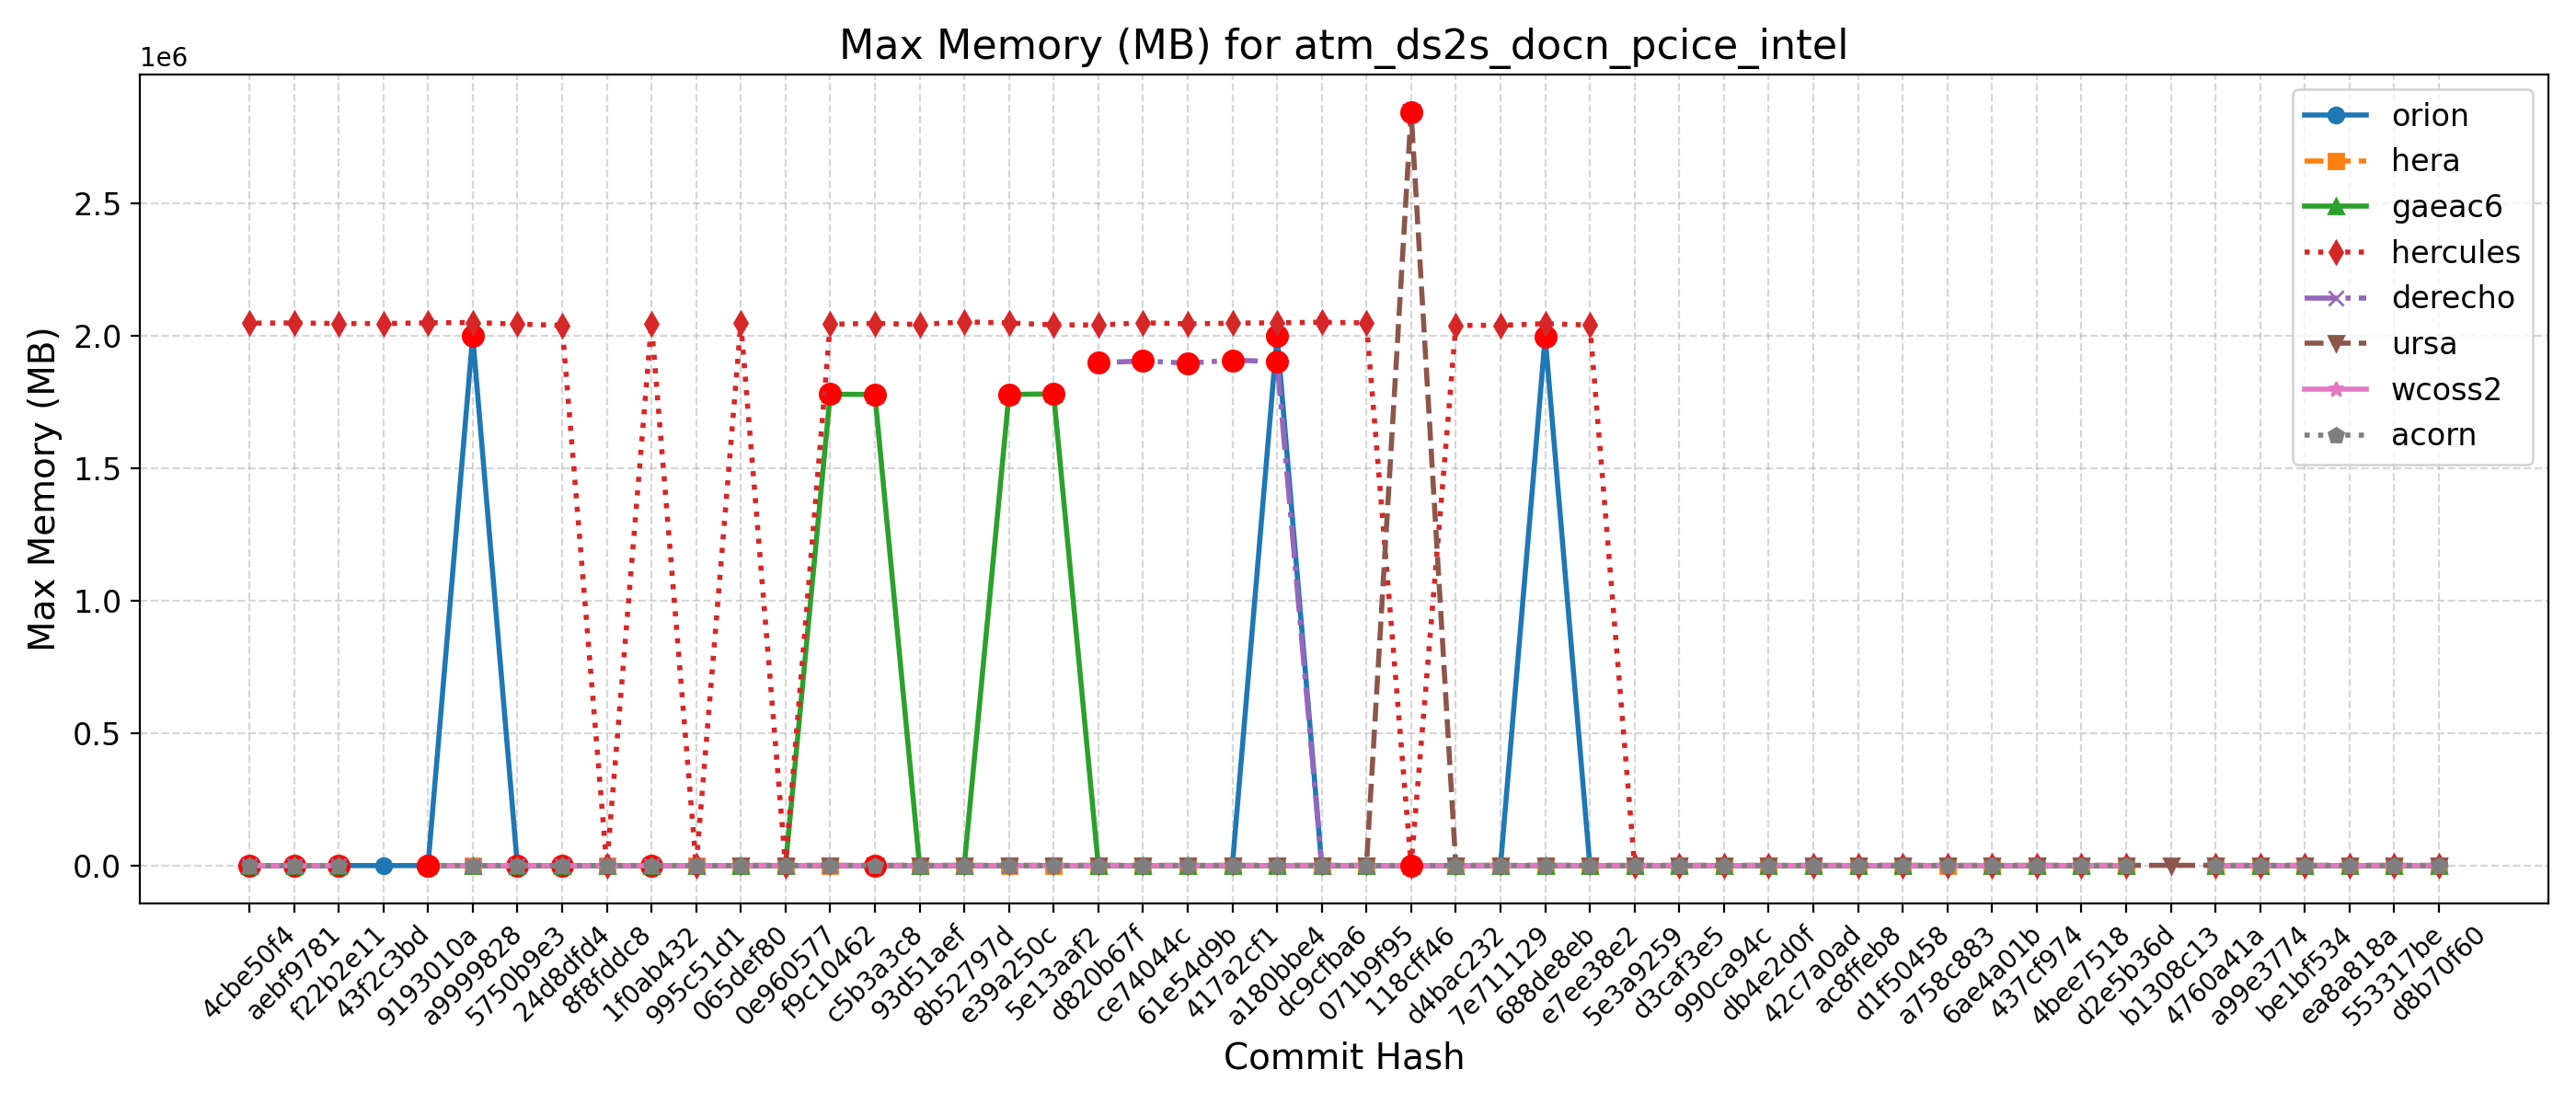 Max Memory (MB) for atm_ds2s_docn_pcice_intel
1e6
2.5
2.0
1.5
1.0
0.5
0.0
Max Memory (MB)
orion
hera
gaeac6
hercules
derecho
ursa
wcoss2
acorn
4cbe50f4
aebf9781
f22b2e11
43f2c3bd
9193010a
a9999828
5750b9e3
24d8dfd4
8f8fddc8
1f0ab432
995c51d1
065def80
0e960577
f9c10462
c5b3a3c8
93d51aef
8b52797d
e39a250c
5e13aaf2
d820b67f
ce74044c
61e54d9b
417a2cf1
a180bbe4
dc9cfba6
071b9f95
118cff46
d4bac232
7e711129
688de8eb
e7ee38e2
5e3a9259
d3caf3e5
990ca94c
db4e2d0f
42c7a0ad
ac8ffeb8
d1f50458
a758c883
6ae4a01b
437cf974
4bee7518
d2e5b36d
b1308c13
4760a41a
a99e3774
be1bf534
ea8a818a
553317be
d8b70f60
Commit Hash